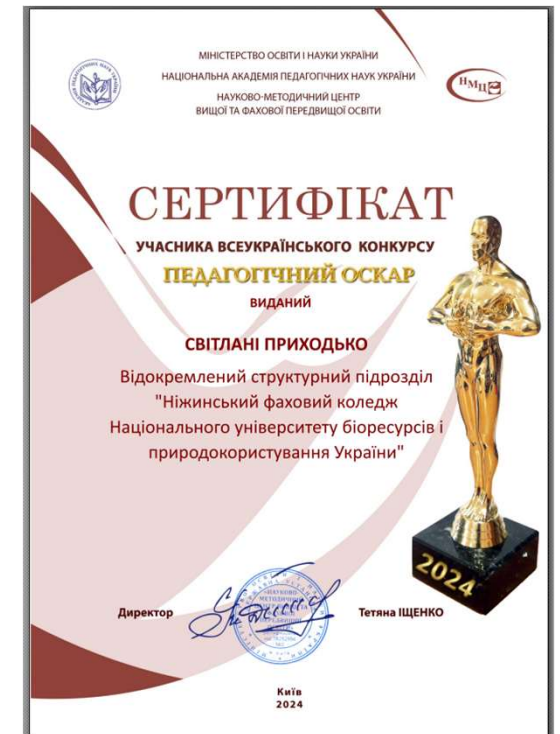 МІНІСТЕРСТВО ОСВІТИ І НАУКИ УКРАЇНИ
НАЦІОНАЛЬНА АКАДЕМІЯ ПЕДАГОГІЧНИХ НАУК УКРАЇНИ
НАУКОВО-МЕТОДИЧНИЙ ЦЕНТР
ВИЩОЇ ТА ФАХОВОЇ ПЕРЕДВИЩОЇ ОСВІТИ
НМЦ
СЕРТИФІКАТ
УЧАСНИКА ВСЕУКРАЇНСЬКОГО КОНКУРСУ
ПЕДАГОГІЧНИЙ ОСКАР
ВИДАНИЙ
СВІТЛАНІ ПРИХОДЬКО
Відокремлений структурний підрозділ
"Ніжинський фаховий коледж
Національного університету біоресурсів і
природокористування України"
2024
Директор
Тетяна ІЩЕНКО
Київ
2024